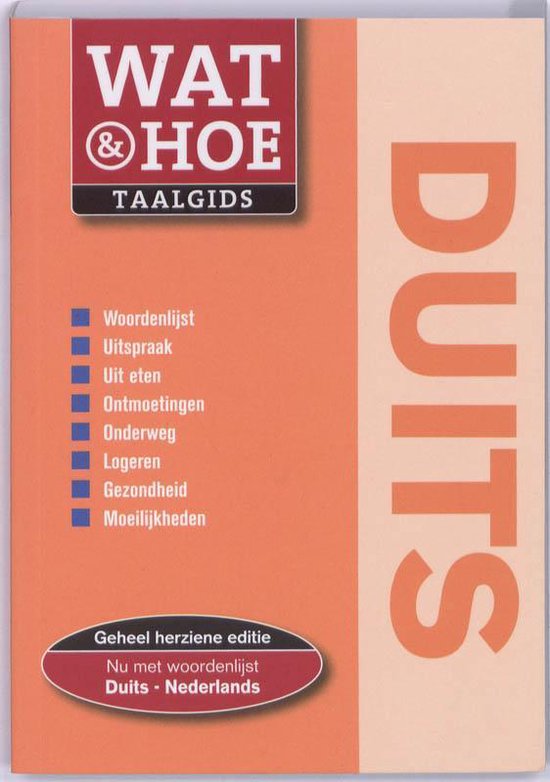 WAT
& HOE
TAALGIDS
DUITS
Woordenlijst
Uitspraak
Uit eten
Ontmoetingen
Onderweg
Logeren
Gezondheid
Moeilijkheden
Geheel herziene editie
Nu met woordenlijst
Duits - Nederlands